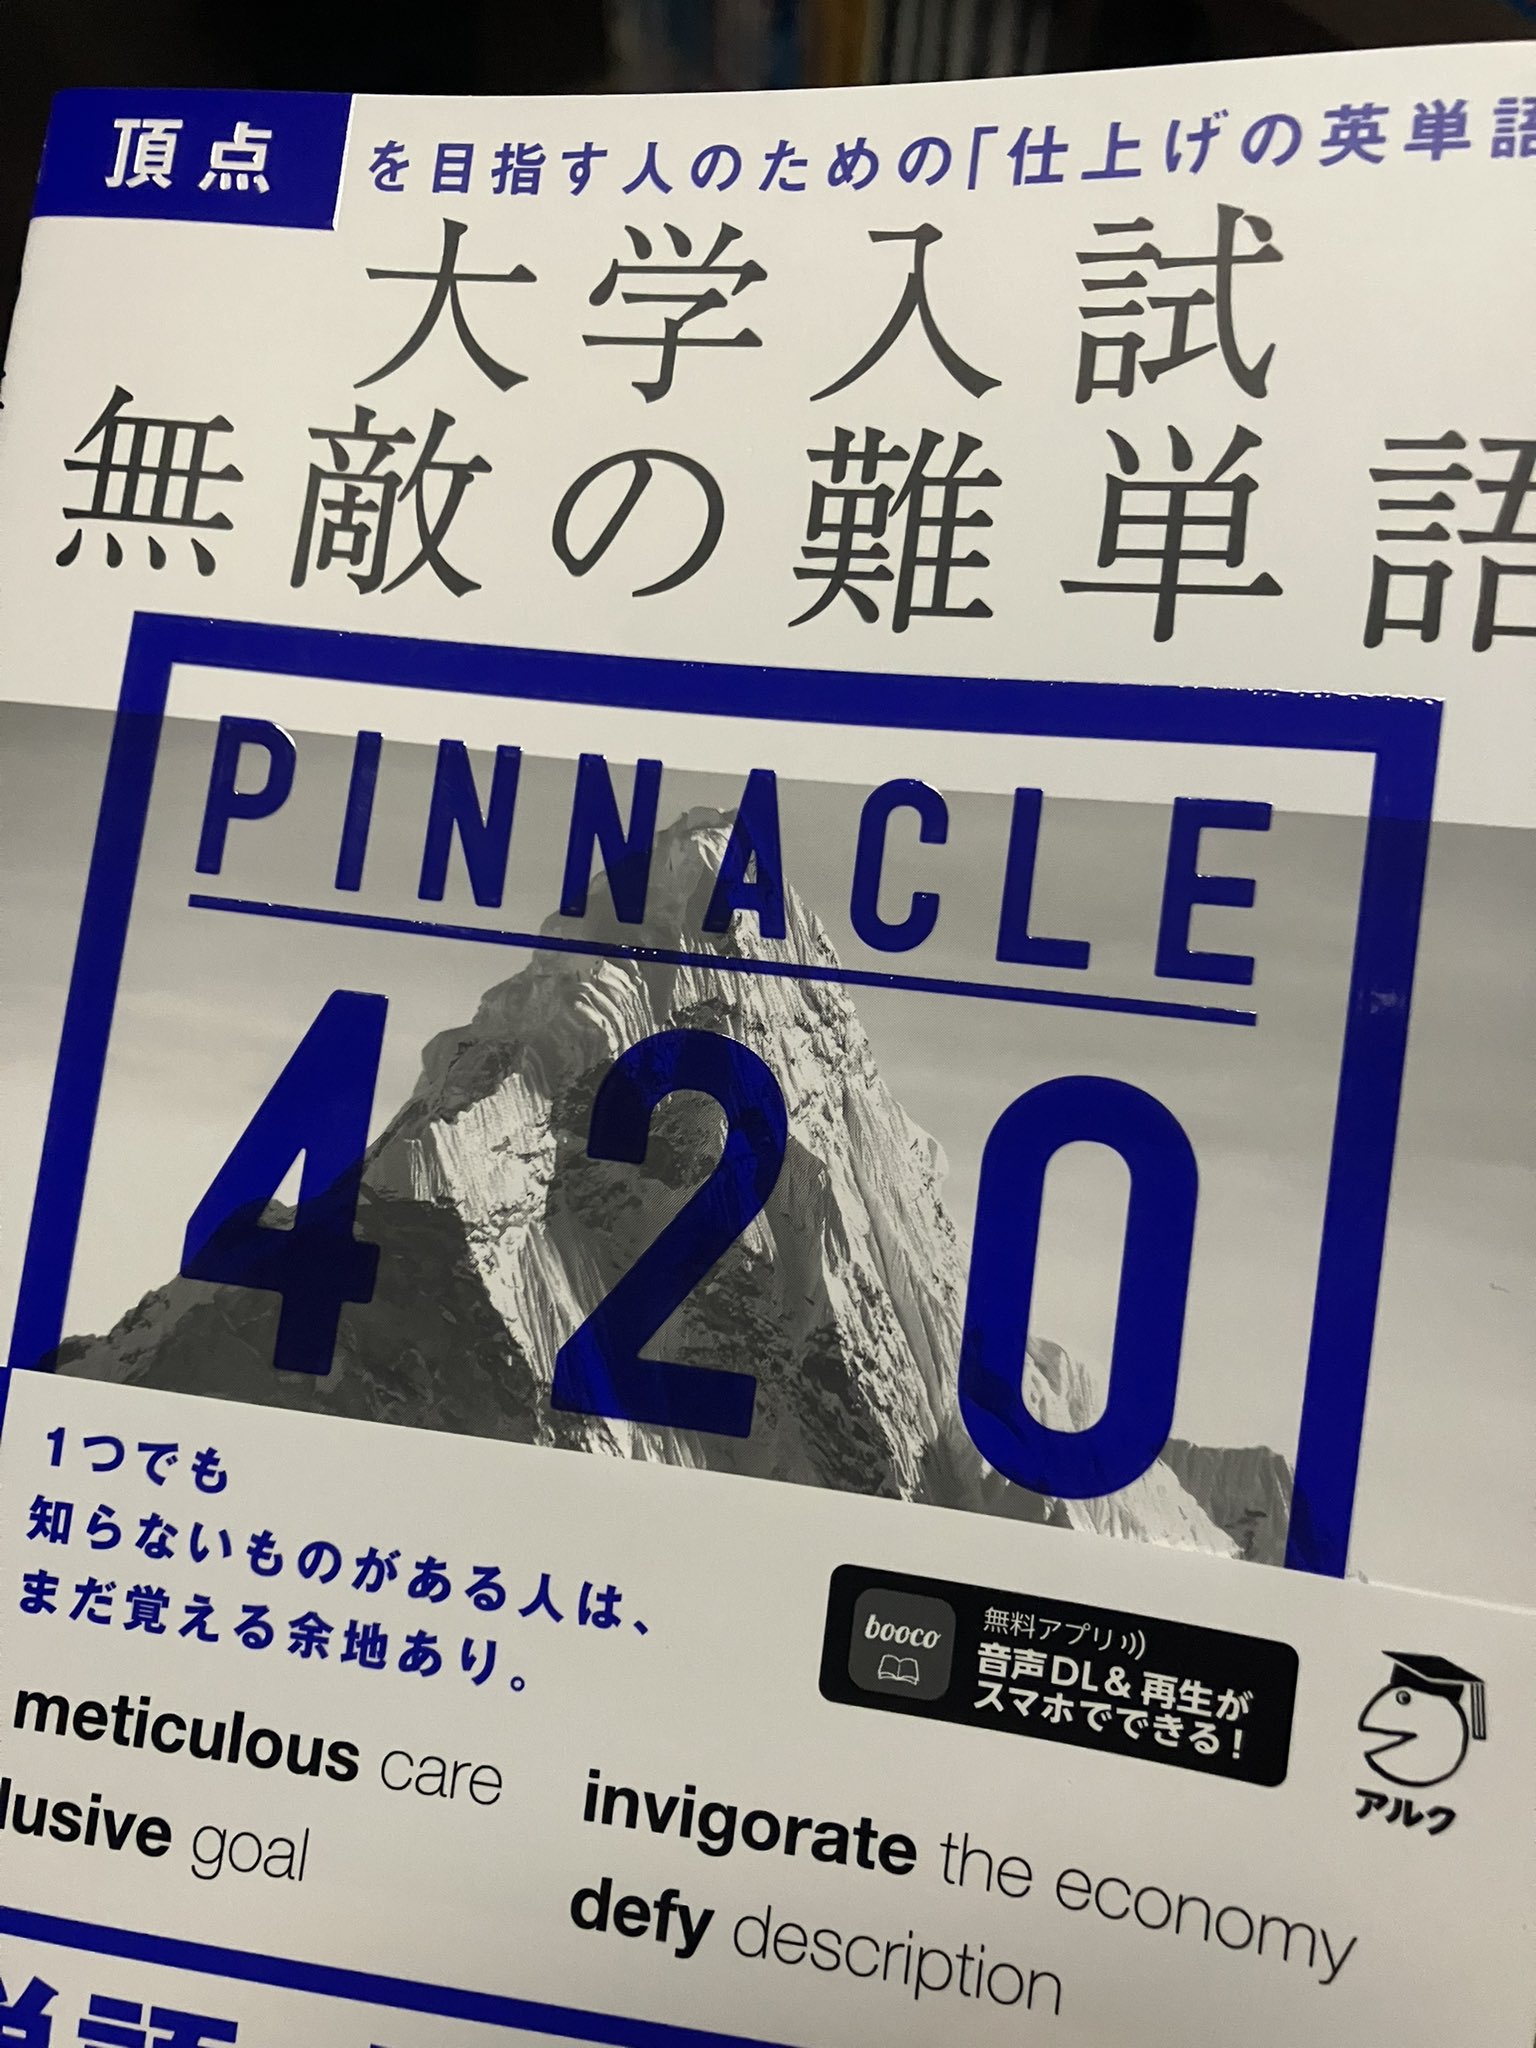 頂点を目指す人のための「仕上げの英単語
大学入試
無敵の難単語
PINNACLE
420
1つでも
知らないものがある人は、
まだ覚える余地あり。
booco
無料アプリ
音声DL&再生が
スマホでできる!
アルク
meticulous care
lusive goal
invigorate the economy
defy description
単語